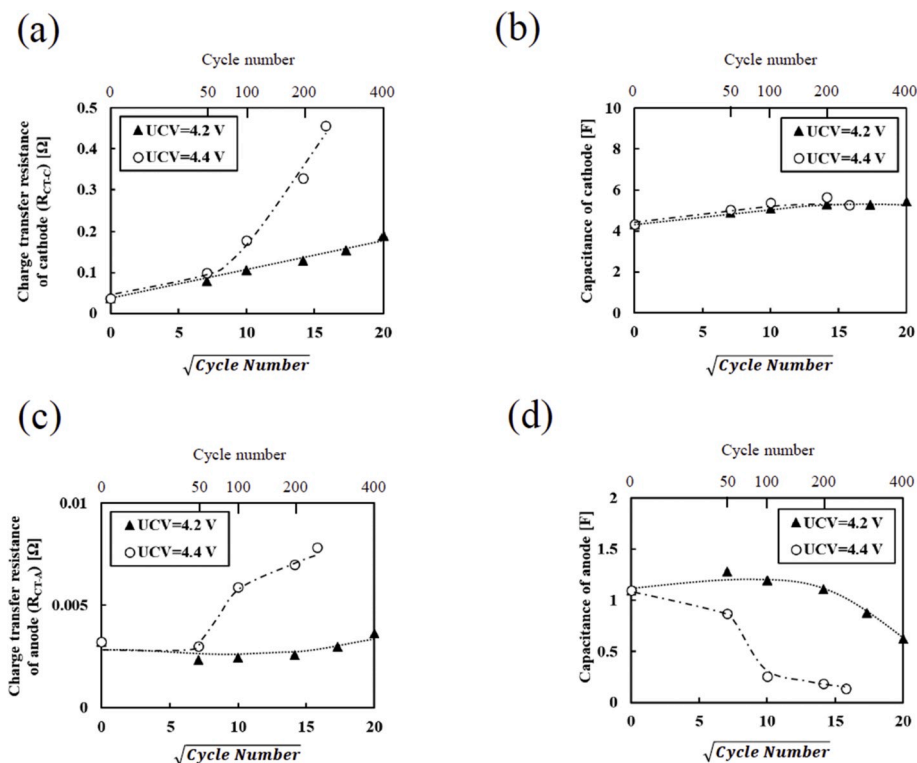 (a)
Cycle number
0 50 100 200 400
0.5
0.4
0.3
0.2
0.1
0
Charge transfer resistance
of cathode (R_CT-C) [Ω]
UCV=4.2 V
UCV=4.4 V
0 5 10 15 20
√Cycle Number
(b)
Cycle number
0 50 100 200 400
10
8
6
4
2
0
Capacitance of cathode [F]
UCV=4.2 V
UCV=4.4 V
0 5 10 15 20
√Cycle Number
(c)
Cycle number
0 50 100 200 400
0.01
0.005
0
Charge transfer resistance
of anode (R_CT-A) [Ω]
UCV=4.2 V
UCV=4.4 V
0 5 10 15 20
√Cycle Number
(d)
Cycle number
0 50 100 200 400
2
1.5
1
0.5
0
Capacitance of anode [F]
UCV=4.2 V
UCV=4.4 V
0 5 10 15 20
√Cycle Number